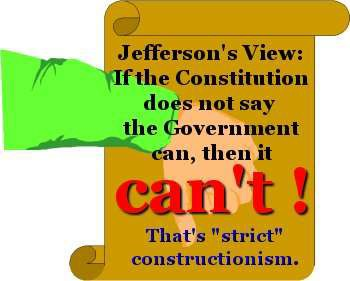 Jefferson's View:
If the Constitution
does not say
the Government
can, then it
can't !
That's "strict"
constructionism.